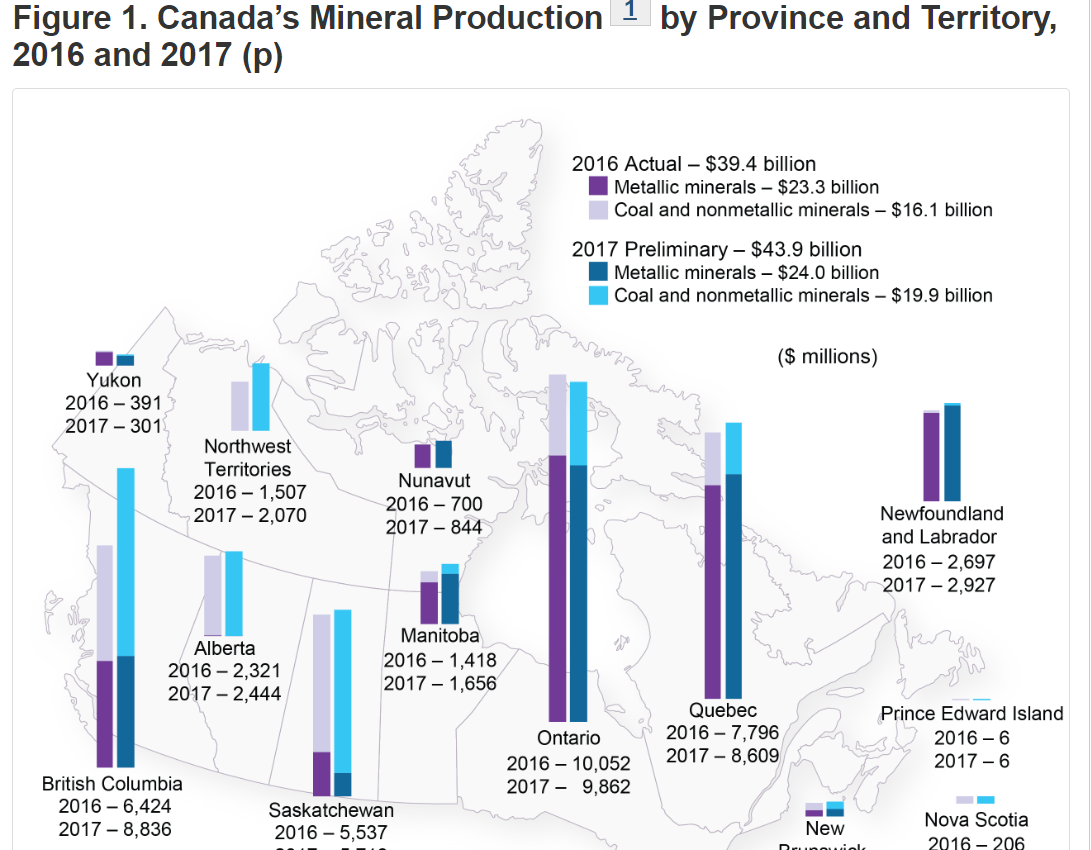 Figure 1. Canada's Mineral Production 1 by Province and Territory,
2016 and 2017 (p)
2016 Actual – $39.4 billion
Metallic minerals – $23.3 billion
Coal and nonmetallic minerals – $16.1 billion
2017 Preliminary – $43.9 billion
Metallic minerals – $24.0 billion
Coal and nonmetallic minerals – $19.9 billion
($ millions)
Yukon
2016 – 391
2017 – 301
Northwest
Territories
2016 – 1,507
2017 – 2,070
Nunavut
2016 – 700
2017 – 844
Newfoundland
and Labrador
2016 – 2,697
2017 – 2,927
Alberta
2016 – 2,321
2017 – 2,444
Manitoba
2016 – 1,418
2017 – 1,656
Quebec
2016 – 7,796
2017 – 8,609
Prince Edward Island
2016 – 6
2017 – 6
Ontario
2016 – 10,052
2017 – 9,862
British Columbia
2016 – 6,424
2017 – 8,836
Saskatchewan
2016 – 5,537
New
Brunswick
Nova Scotia
2016 – 206